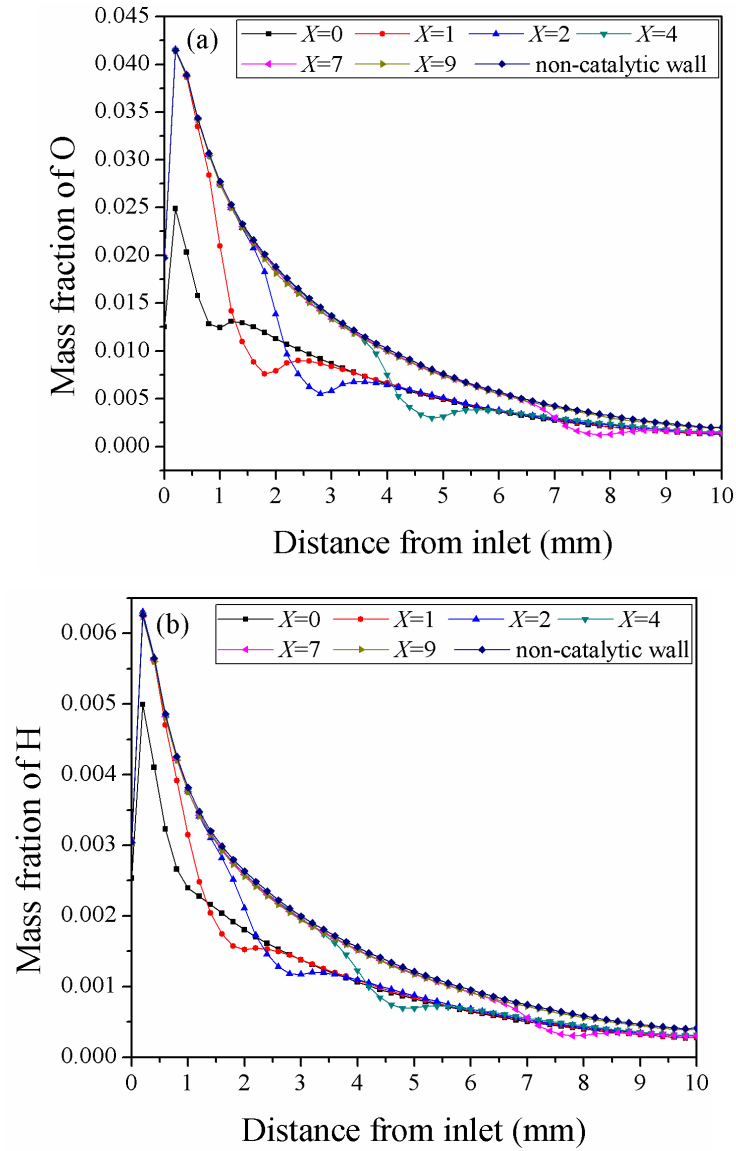 (a)
X=0 X=1 X=2 X=4
X=7 X=9 non-catalytic wall
Mass fraction of O
0.045
0.040
0.035
0.030
0.025
0.020
0.015
0.010
0.005
0.000
0 1 2 3 4 5 6 7 8 9 10
Distance from inlet (mm)
(b)
X=0 X=1 X=2 X=4
X=7 X=9 non-catalytic wall
Mass fration of H
0.006
0.005
0.004
0.003
0.002
0.001
0.000
0 1 2 3 4 5 6 7 8 9 10
Distance from inlet (mm)